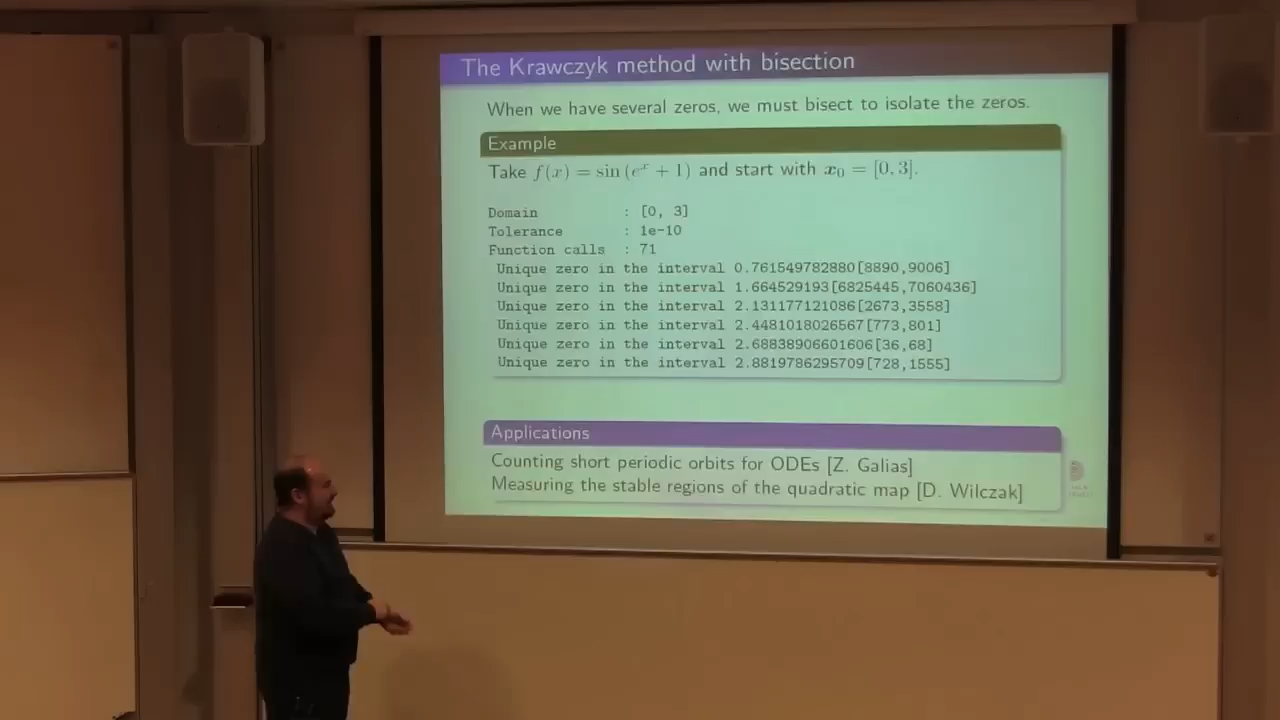 The Krawczyk method with bisection
When we have several zeros, we must bisect to isolate the zeros.
Example
Take f(x) = sin (eˣ + 1) and start with x₀ = [0, 3].
Domain : [0, 3]
Tolerance : 1e-10
Function calls : 71
Unique zero in the interval 0.761549782880[8890,9006]
Unique zero in the interval 1.664529193[6825445,7060436]
Unique zero in the interval 2.131177121086[2673,3558]
Unique zero in the interval 2.4481018026567[773,801]
Unique zero in the interval 2.68838906601606[36,68]
Unique zero in the interval 2.8819786295709[728,1555]
Applications
Counting short periodic orbits for ODEs [Z. Galias]
Measuring the stable regions of the quadratic map [D. Wilczak]